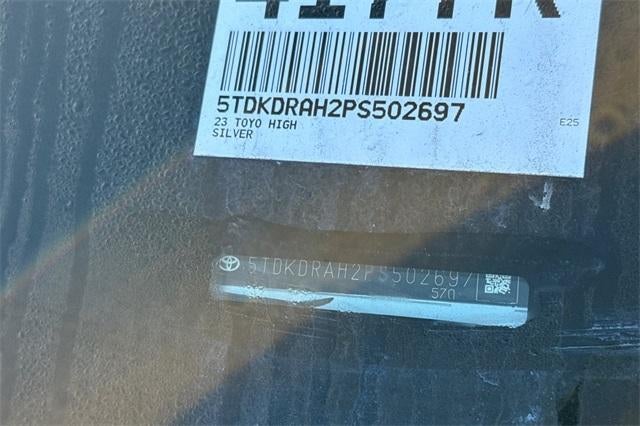 5TDKDRAH2PS502697
23 TOYO HIGH E25
SILVER
5TDKDRAH2PS502697
570